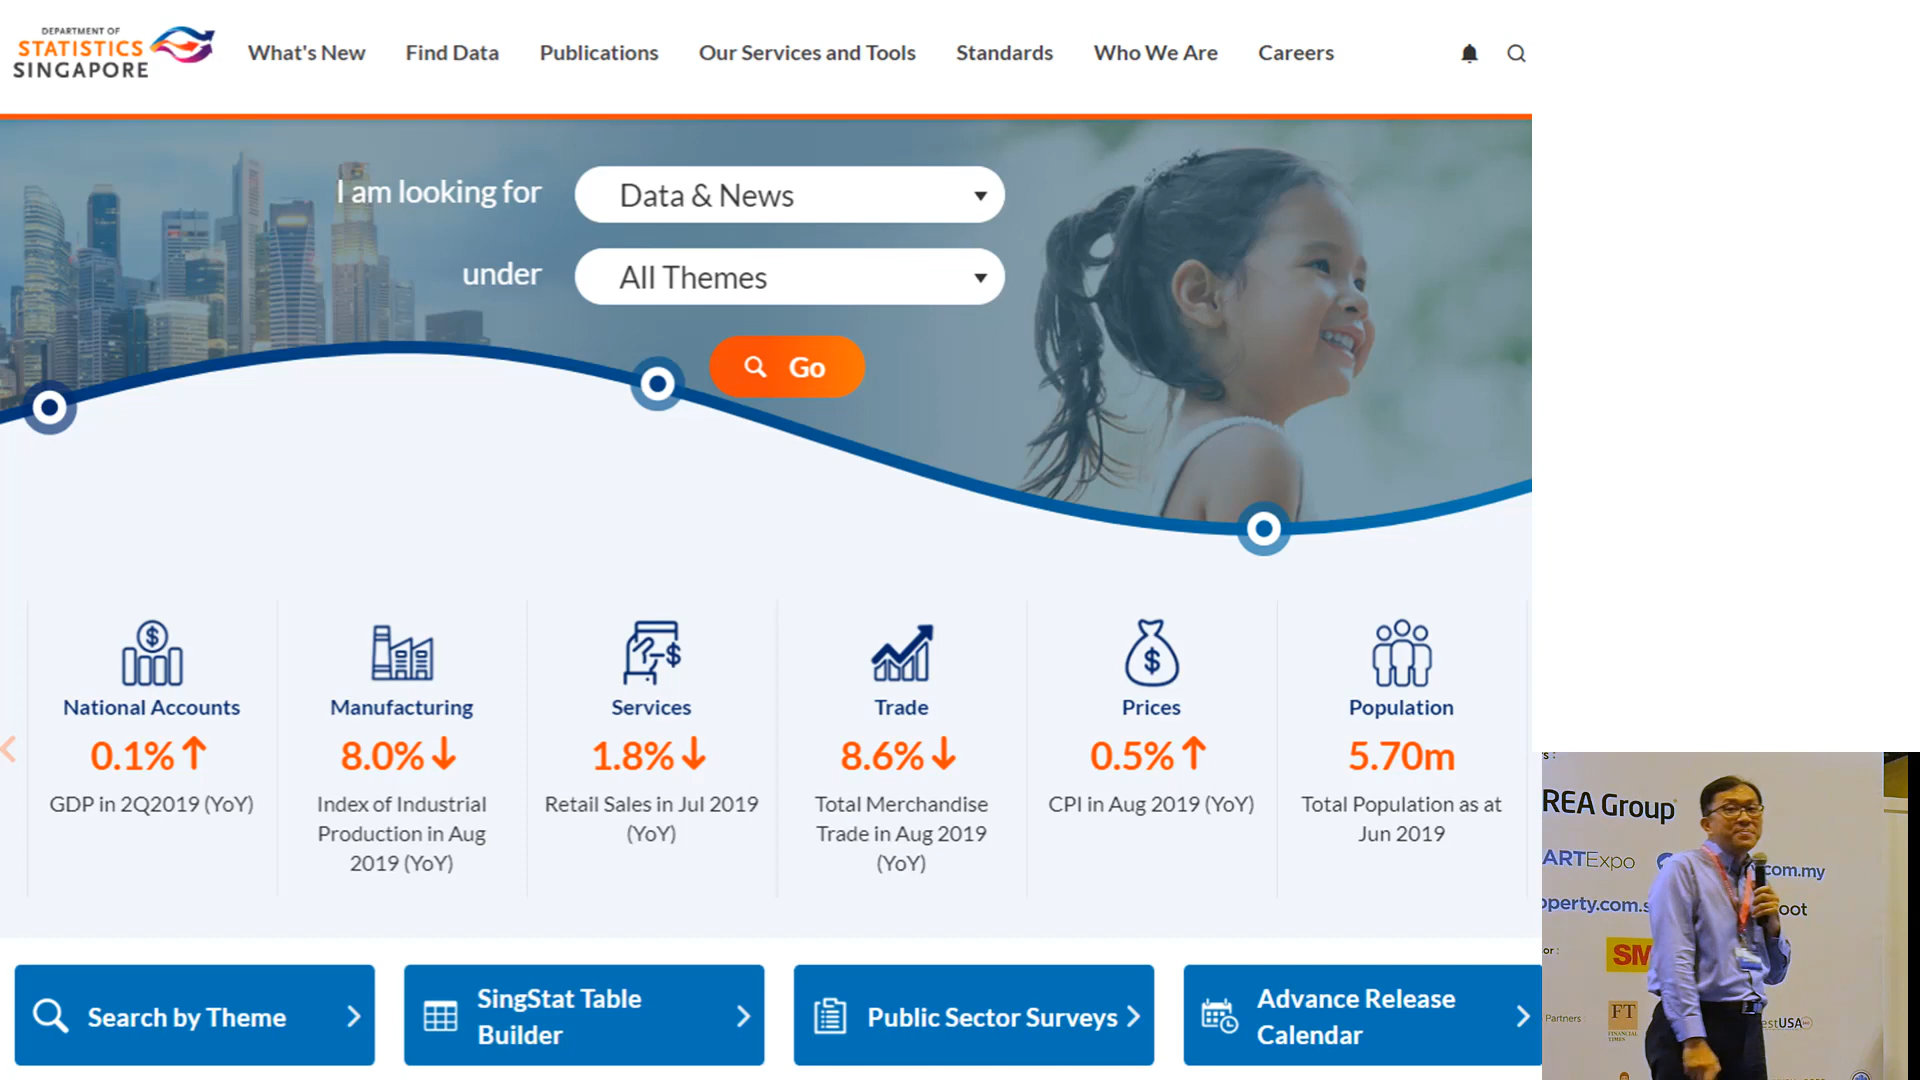 DEPARTMENT OF
STATISTICS
SINGAPORE
What's New
Find Data
Publications
Our Services and Tools
Standards
Who We Are
Careers
I am looking for
Data & News
under
All Themes
Go
National Accounts
0.1%
GDP in 2Q2019 (YoY)
Manufacturing
8.0%
Index of Industrial
Production in Aug
2019 (YoY)
Services
1.8%
Retail Sales in Jul 2019
(YoY)
Trade
8.6%
Total Merchandise
Trade in Aug 2019
(YoY)
Prices
0.5%
CPI in Aug 2019 (YoY)
Population
5.70m
Total Population as at
Jun 2019
Search by Theme
SingStat Table
Builder
Public Sector Surveys
Advance Release
Calendar
REA Group
ARTExpo
.com.my
operty.com.s
oot
or :
SM
Partners :
FT
FINANCIAL
TIMES
estUSA